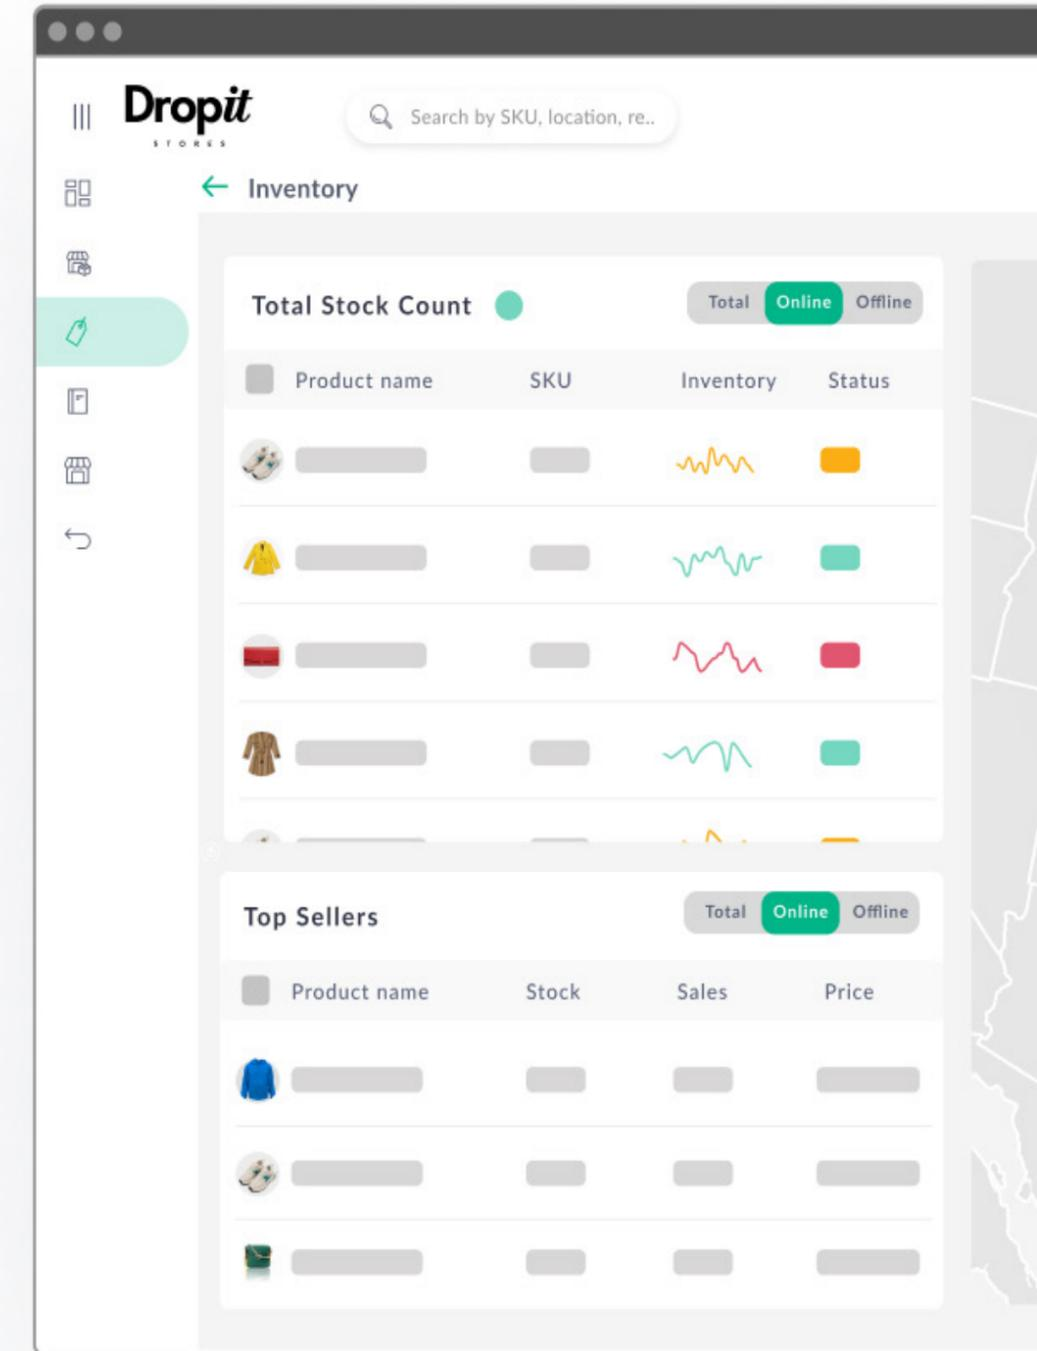 Dropit
STORES
Search by SKU, location, re..
Inventory
Total Stock Count
Total Online Offline
Product name SKU Inventory Status
Top Sellers
Total Online Offline
Product name Stock Sales Price